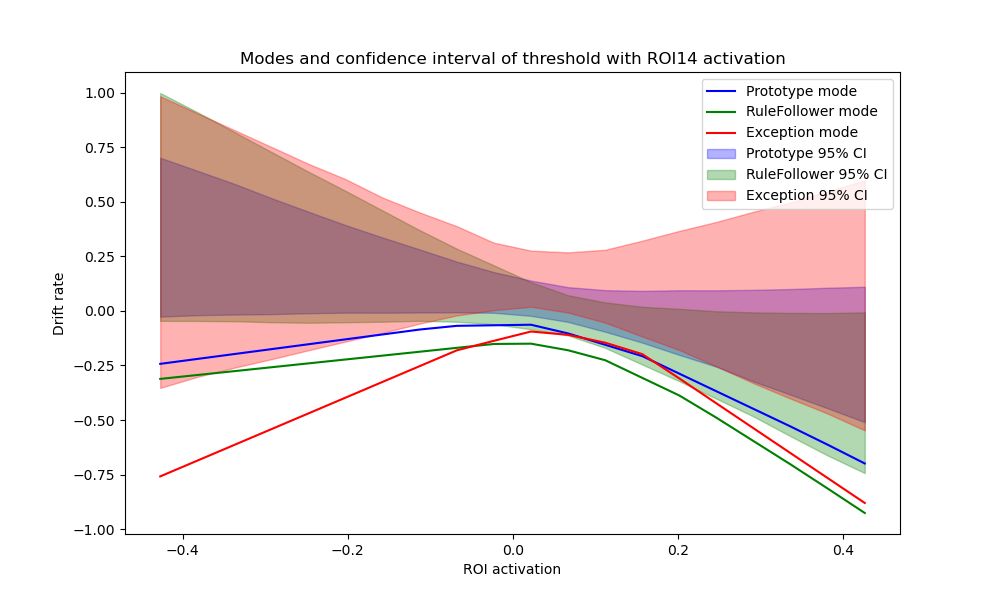 Modes and confidence interval of threshold with ROI14 activation
Drift rate
1.00
0.75
0.50
0.25
0.00
−0.25
−0.50
−0.75
−1.00
Prototype mode
RuleFollower mode
Exception mode
Prototype 95% CI
RuleFollower 95% CI
Exception 95% CI
−0.4
−0.2
0.0
0.2
0.4
ROI activation